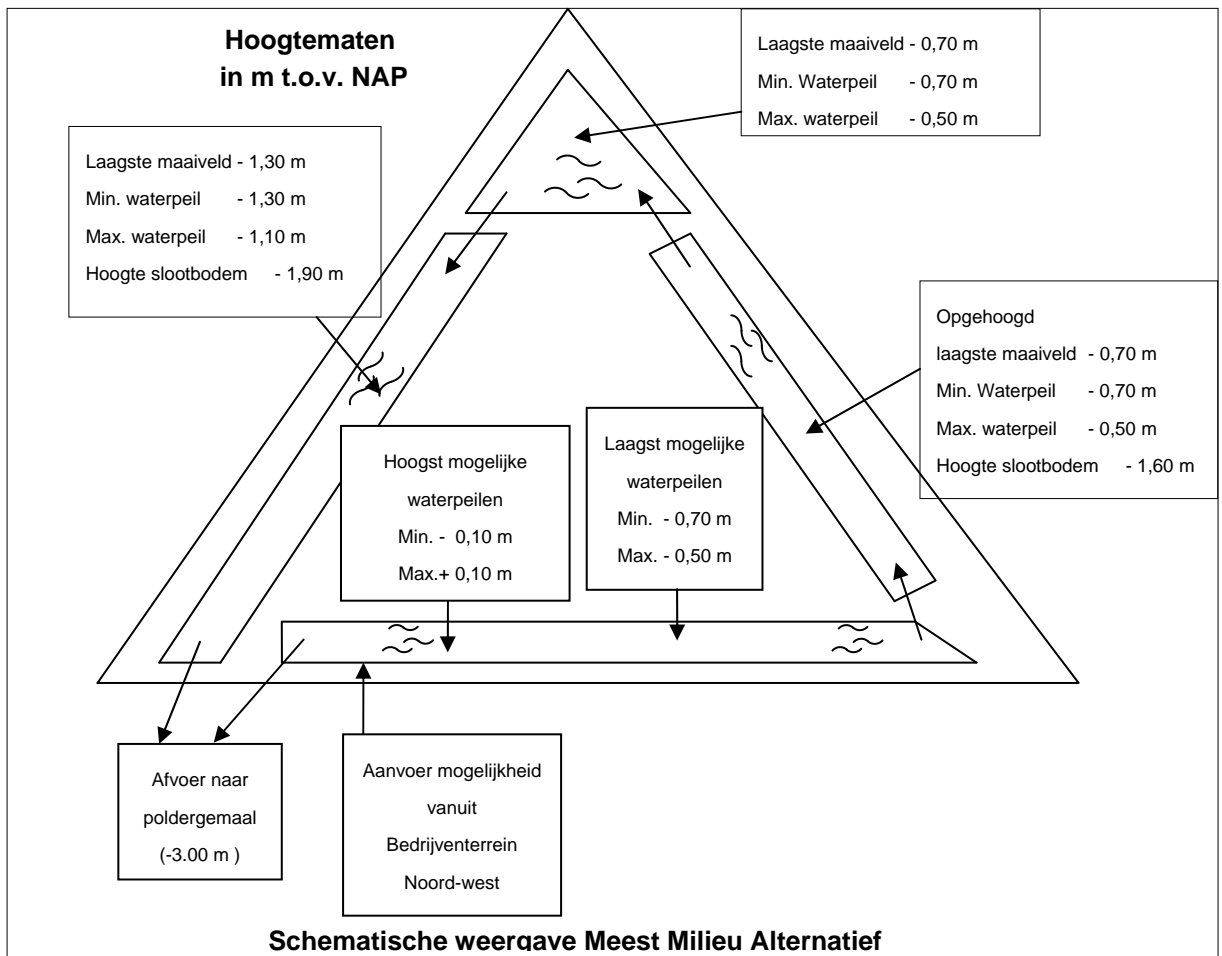 Hoogtematen
in m t.o.v. NAP
Laagste maaiveld - 0,70 m
Min. Waterpeil - 0,70 m
Max. waterpeil - 0,50 m
Laagste maaiveld - 1,30 m
Min. waterpeil - 1,30 m
Max. waterpeil - 1,10 m
Hoogte slootbodem - 1,90 m
Opgehoogd
laagste maaiveld - 0,70 m
Min. Waterpeil - 0,70 m
Max. waterpeil - 0,50 m
Hoogte slootbodem - 1,60 m
Hoogst mogelijke
waterpeilen
Min. - 0,10 m
Max.+ 0,10 m
Laagst mogelijke
waterpeilen
Min. - 0,70 m
Max. - 0,50 m
Afvoer naar
poldergemaal
(-3.00 m )
Aanvoer mogelijkheid
vanuit
Bedrijventerrein
Noord-west
Schematische weergave Meest Milieu Alternatief